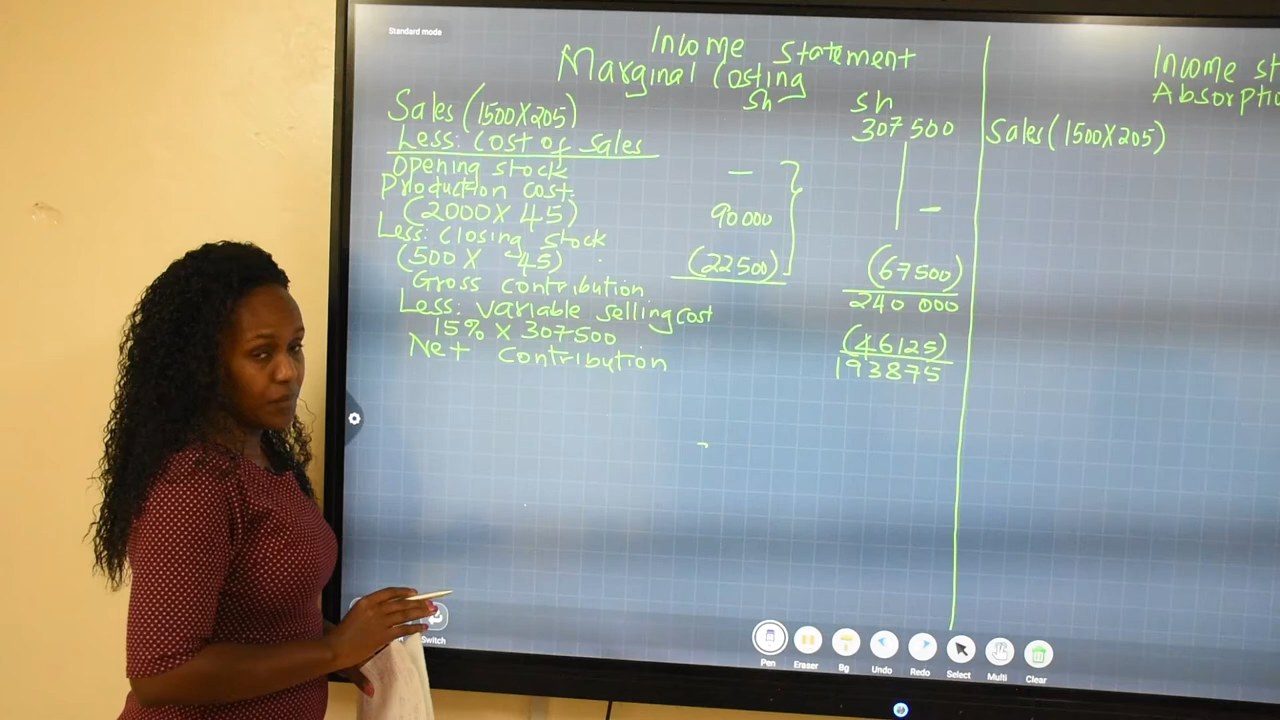 Standard mode
Income statement
Marginal Costing
sh sh
Sales (1500X205) 307500
Less: Cost of sales
Opening stock —
Production cost.
(2000X 45) 90000 —
Less: closing stock
(500 X 45) (22500) (67500)
Gross contribution 240 000
Less: variable selling cost
15% X 307500 (46125)
Net contribution 193875
Income st
Absorptio
Sales (1500X205)
Switch
Pen Eraser Bg Undo Redo Select Multi Clear